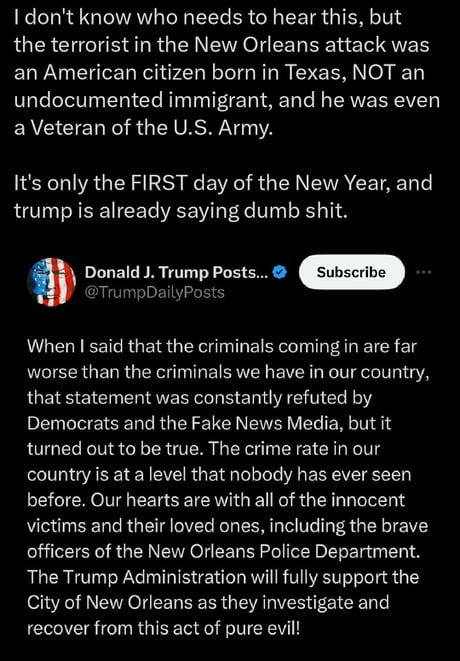 I don't know who needs to hear this, but
the terrorist in the New Orleans attack was
an American citizen born in Texas, NOT an
undocumented immigrant, and he was even
a Veteran of the U.S. Army.
It's only the FIRST day of the New Year, and
trump is already saying dumb shit.
Donald J. Trump Posts...
Subscribe
@TrumpDailyPosts
When I said that the criminals coming in are far
worse than the criminals we have in our country,
that statement was constantly refuted by
Democrats and the Fake News Media, but it
turned out to be true. The crime rate in our
country is at a level that nobody has ever seen
before. Our hearts are with all of the innocent
victims and their loved ones, including the brave
officers of the New Orleans Police Department.
The Trump Administration will fully support the
City of New Orleans as they investigate and
recover from this act of pure evil!